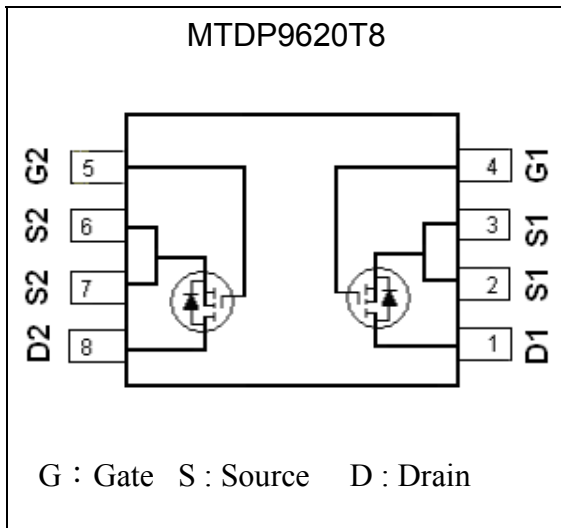 MTDP9620T8
G2 5 4 G1
S2 6 3 S1
S2 7 2 S1
D2 8 1 D1
G：Gate S : Source D : Drain